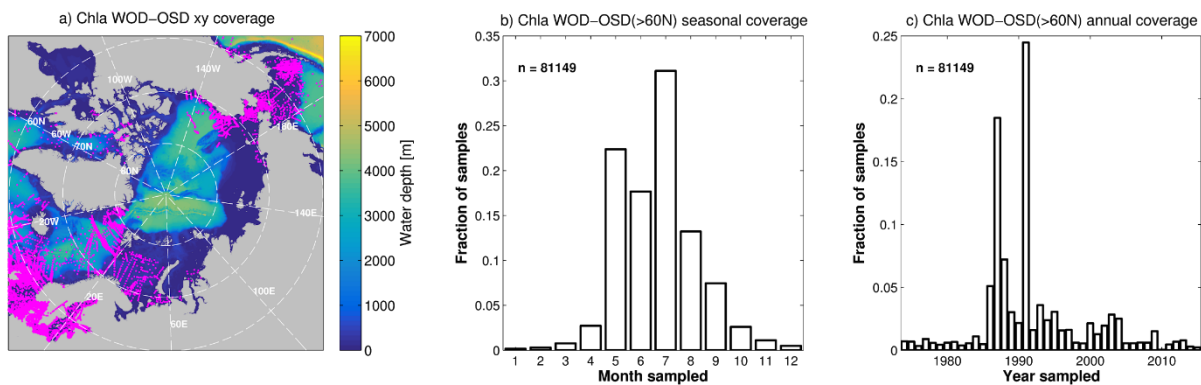 a) Chla WOD−OSD xy coverage
140W
100W
60N
60W
70N
80N
180E
20W
140E
20E
100E
60E
7000
6000
5000
4000
3000
2000
1000
0
Water depth [m]
b) Chla WOD−OSD(>60N) seasonal coverage
n = 81149
0.35
0.3
0.25
0.2
0.15
0.1
0.05
0
Fraction of samples
1 2 3 4 5 6 7 8 9 10 11 12
Month sampled
c) Chla WOD−OSD(>60N) annual coverage
n = 81149
0.25
0.2
0.15
0.1
0.05
0
Fraction of samples
1980 1990 2000 2010
Year sampled